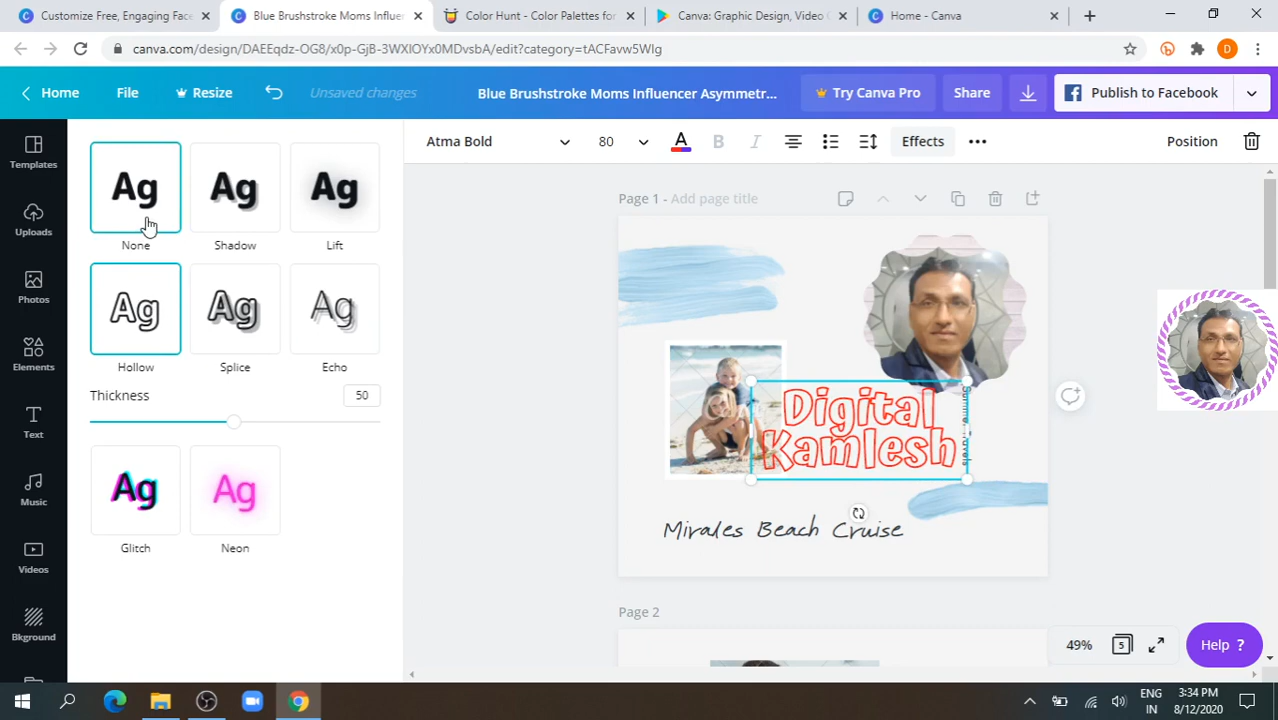 Customize Free, Engaging Face
Blue Brushstroke Moms Influen
Color Hunt - Color Palettes for
Canva: Graphic Design, Video C
Home - Canva
canva.com/design/DAEEqdz-OG8/x0p-GjB-3WXIOYx0MDvsbA/edit?category=tACFavw5WIg
D
Home
File
Resize
Unsaved changes
Blue Brushstroke Moms Influencer Asymmetr...
Try Canva Pro
Share
Publish to Facebook
Templates
Uploads
Photos
Elements
Text
Music
Videos
Bkground
Ag
None
Ag
Shadow
Ag
Lift
Ag
Hollow
Ag
Splice
Ag
Echo
Thickness
50
Ag
Glitch
Ag
Neon
Atma Bold
80
A
B
I
Effects
Position
Page 1 - Add page title
Digital
Kamlesh
Mirales Beach Cruise
Page 2
49%
5
Help ?
ENG
IN
3:34 PM
8/12/2020